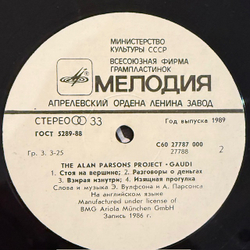 МИНИСТЕРСТВО
КУЛЬТУРЫ СССР
ВСЕСОЮЗНАЯ ФИРМА
ГРАМПЛАСТИНОК
МЕЛОДИЯ
АПРЕЛЕВСКИЙ ОРДЕНА ЛЕНИНА ЗАВОД
СТЕРЕО 33
Год выпуска 1989
ГОСТ 5289-88
С60 27787 000
Гр. 3. 3-25
27788
2
THE ALAN PARSONS PROJECT · GAUDI
1. Стоя на вершине; 2. Разговоры о деньгах
3. Взирая изнутри; 4. Изящная прогулка
Слова и музыка Э. Вулфсона и А. Парсонса
На английском языке
Manufactured under license of
BMG Ariola München GmbH
Запись 1986 г.